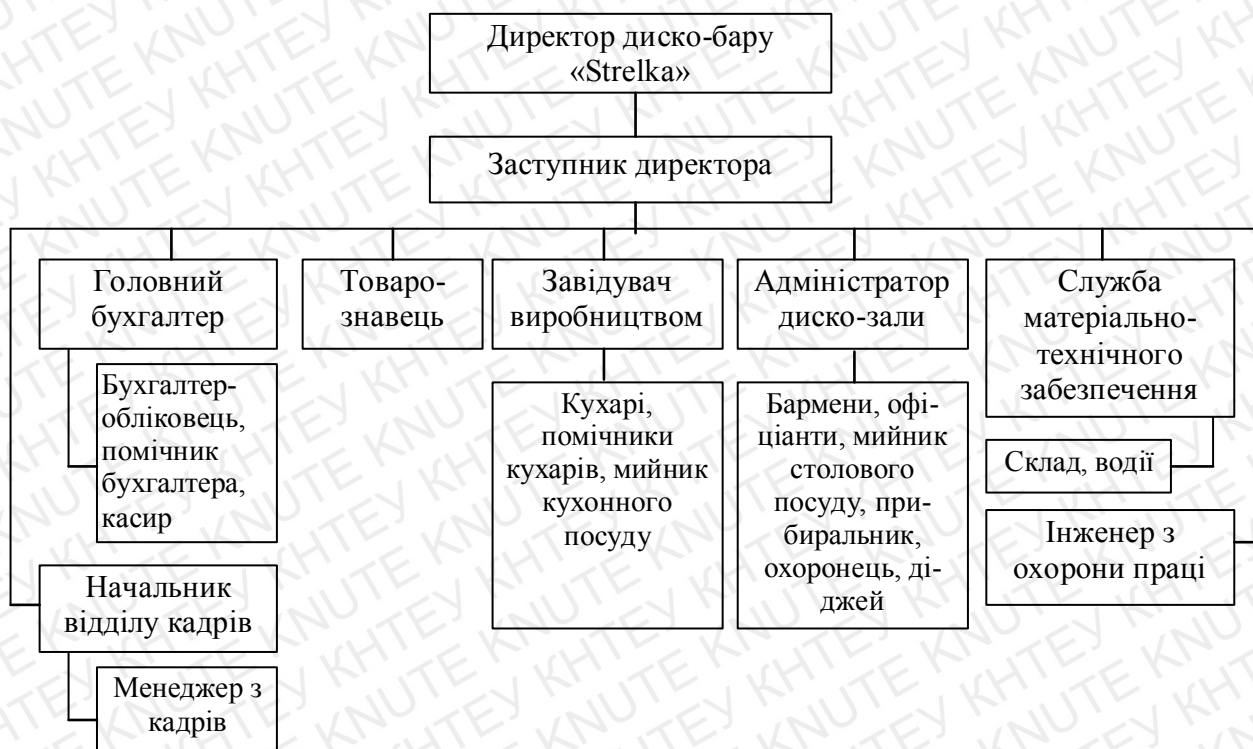 Директор диско-бару
«Strelka»
Заступник директора
Головний
бухгалтер
Товаро-
знавець
Завідувач
виробництвом
Адміністратор
диско-зали
Служба
матеріально-
технічного
забезпечення
Бухгалтер-
обліковець,
помічник
бухгалтера,
касир
Кухарі,
помічники
кухарів, мийник
кухонного
посуду
Бармени, офі-
ціанти, мийник
столового
посуду, при-
биральник,
охоронець, ді-
джей
Склад, водії
Інженер з
охорони праці
Начальник
відділу кадрів
Менеджер з
кадрів